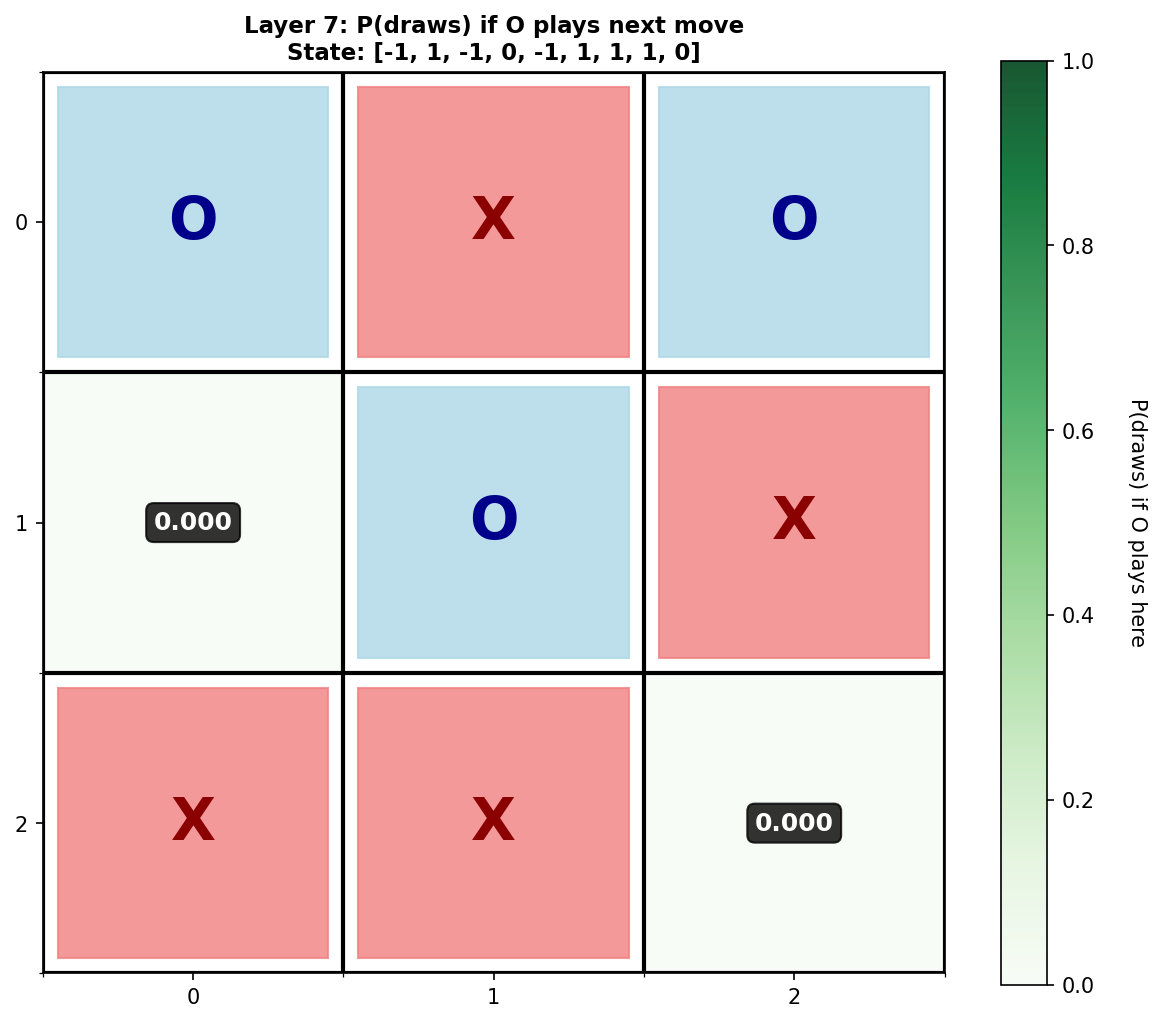 Layer 7: P(draws) if O plays next move
State: [-1, 1, -1, 0, -1, 1, 1, 1, 0]
0
O
X
O
1
0.000
O
X
2
X
X
0.000
0
1
2
1.0
0.8
0.6
0.4
0.2
0.0
P(draws) if O plays here